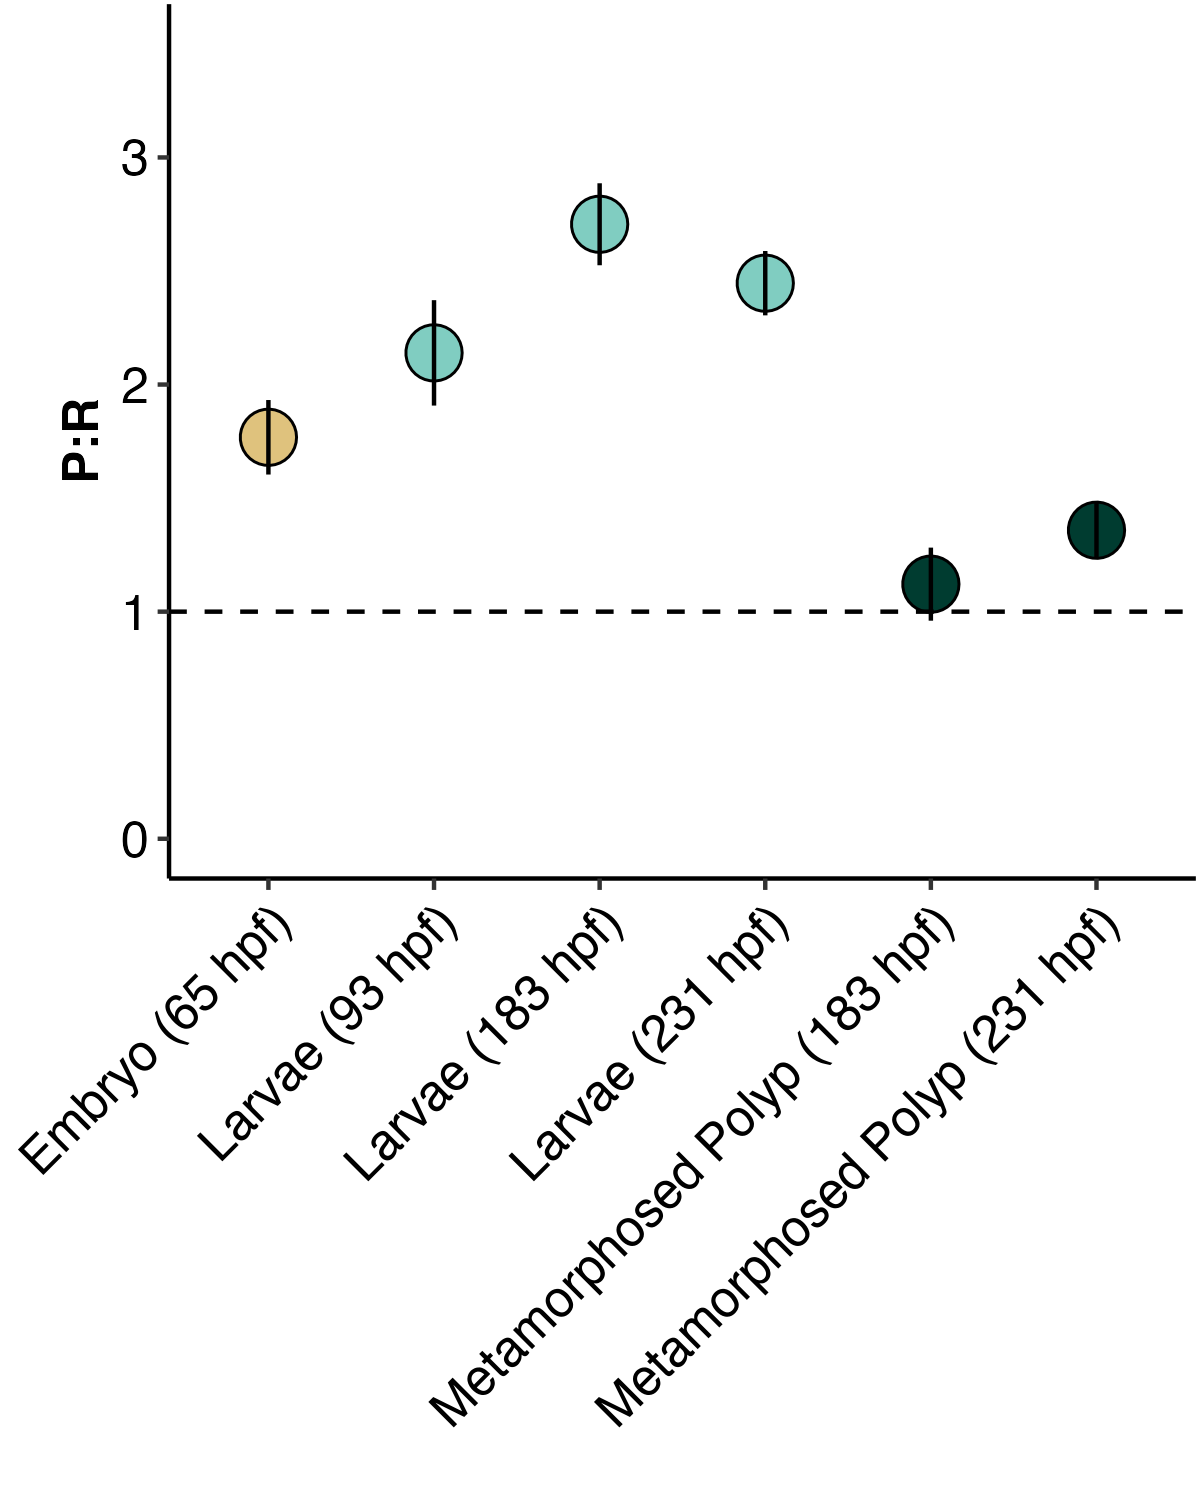 P:R
3
2
1
0
Embryo (65 hpf)
Larvae (93 hpf)
Larvae (183 hpf)
Larvae (231 hpf)
Metamorphosed Polyp (183 hpf)
Metamorphosed Polyp (231 hpf)